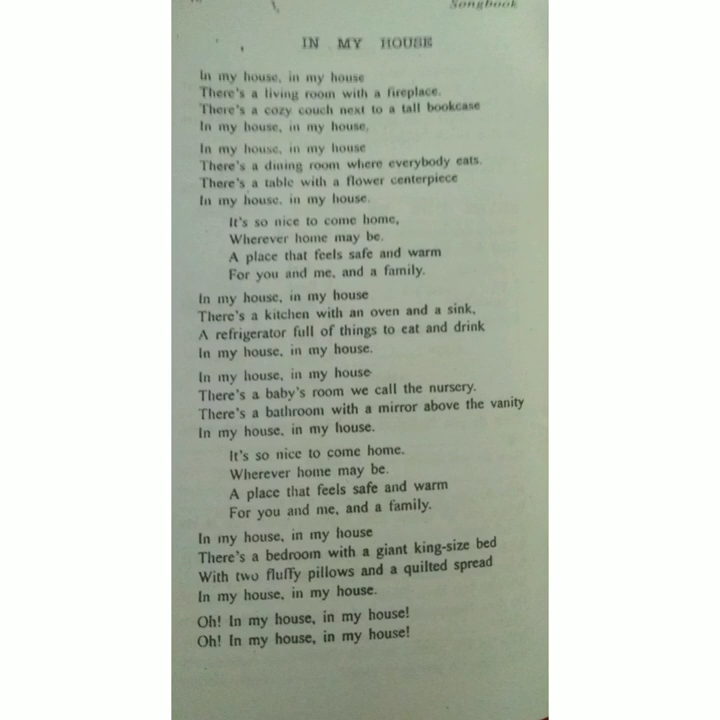 Songbook
IN MY HOUSE
In my house, in my house
There's a living room with a fireplace.
There's a cozy couch next to a tall bookcase
In my house, in my house,
In my house, in my house
There's a dining room where everybody eats.
There's a table with a flower centerpiece
In my house, in my house.
It's so nice to come home,
Wherever home may be.
A place that feels safe and warm
For you and me, and a family.
In my house, in my house
There's a kitchen with an oven and a sink,
A refrigerator full of things to eat and drink
In my house, in my house.
In my house, in my house
There's a baby's room we call the nursery.
There's a bathroom with a mirror above the vanity
In my house, in my house.
It's so nice to come home.
Wherever home may be.
A place that feels safe and warm
For you and me, and a family.
In my house, in my house
There's a bedroom with a giant king-size bed
With two fluffy pillows and a quilted spread
In my house, in my house.
Oh! In my house, in my house!
Oh! In my house, in my house!